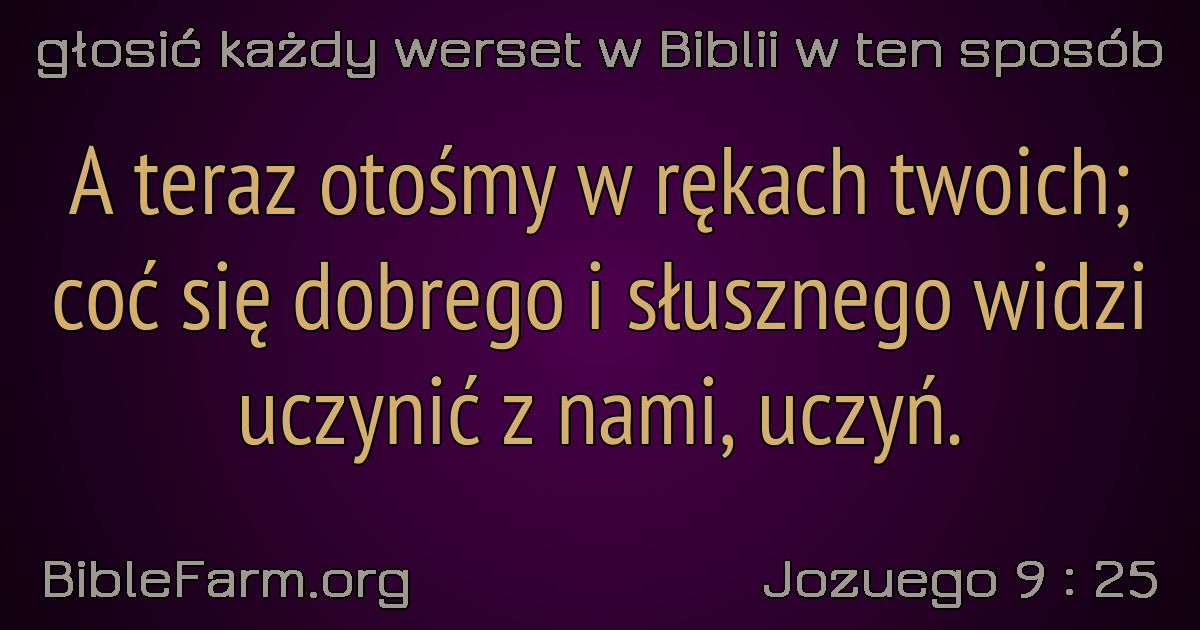 głosić każdy werset w Biblii w ten sposób
A teraz otośmy w rękach twoich;
coć się dobrego i słusznego widzi
uczynić z nami, uczyń.
BibleFarm.org
Jozuego 9 : 25